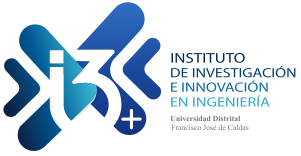 i3+
INSTITUTO
DE INVESTIGACIÓN
E INNOVACIÓN
EN INGENIERÍA
Universidad Distrital
Francisco José de Caldas